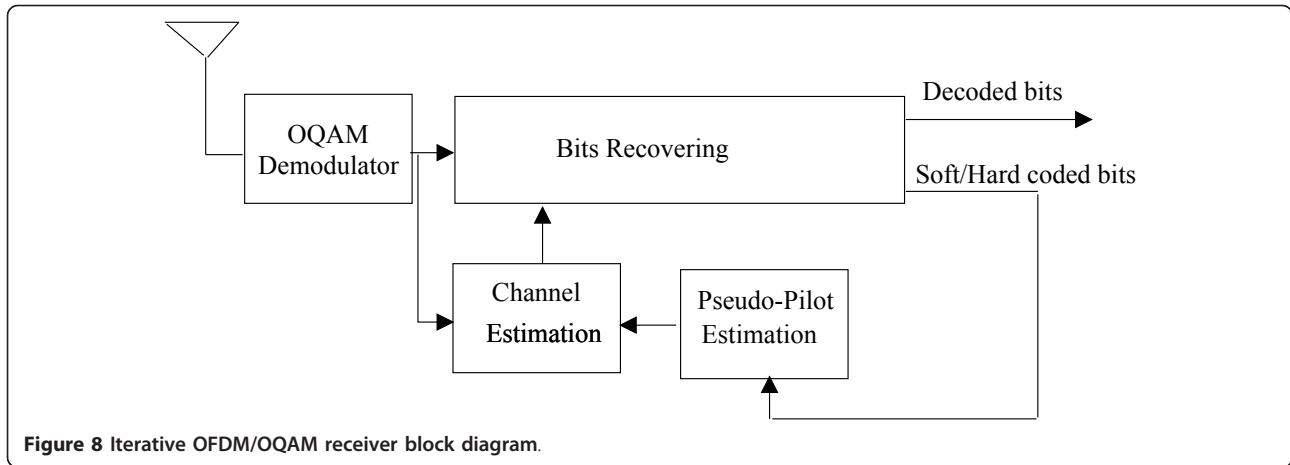 OQAM
Demodulator
Bits Recovering
Decoded bits
Soft/Hard coded bits
Channel
Estimation
Pseudo-Pilot
Estimation
Figure 8 Iterative OFDM/OQAM receiver block diagram.